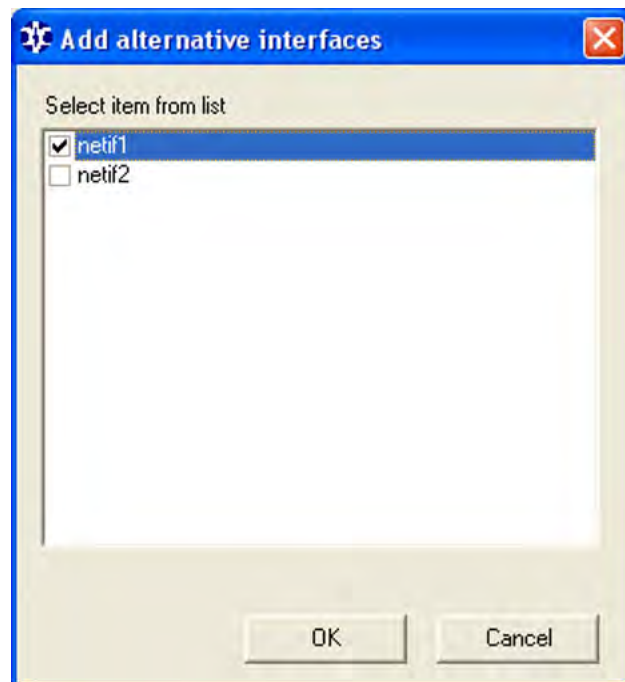 Add alternative interfaces
Select item from list
netif1
netif2
OK Cancel